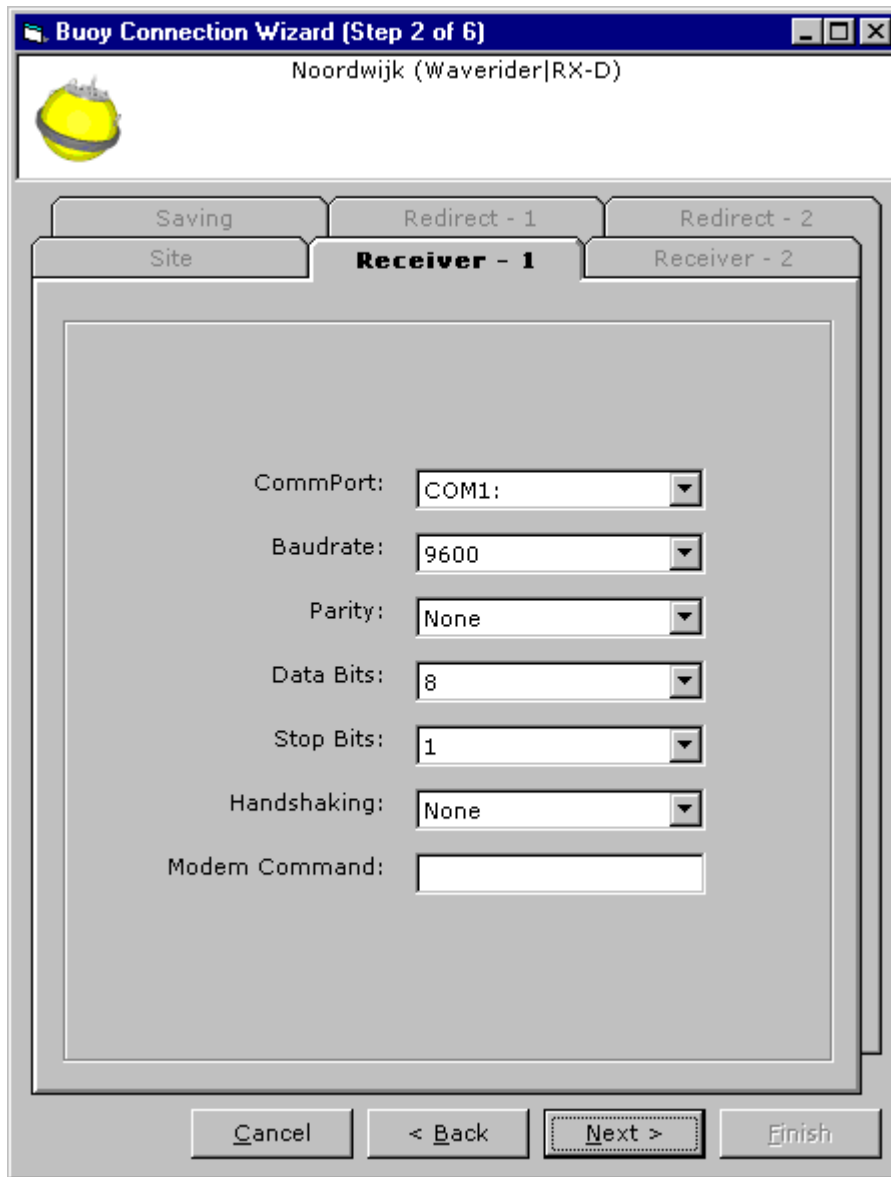 Buoy Connection Wizard (Step 2 of 6)
Noordwijk (Waverider|RX-D)
Saving Redirect - 1 Redirect - 2
Site Receiver - 1 Receiver - 2
CommPort: COM1:
Baudrate: 9600
Parity: None
Data Bits: 8
Stop Bits: 1
Handshaking: None
Modem Command:
Cancel < Back Next > Finish